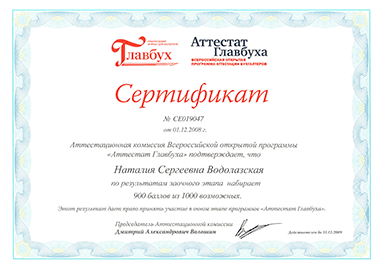 Главбух
Аттестат
Главбуха
ВСЕРОССИЙСКАЯ ОТКРЫТАЯ
ПРОГРАММА АТТЕСТАЦИИ БУХГАЛТЕРОВ
Сертификат
№ СЕ019047
от 01.12.2008 г.
Аттестационная комиссия Всероссийской открытой программы
«Аттестат Главбуха» подтверждает, что
Наталия Сергеевна Водолазская
по результатам заочного этапа набирает
900 баллов из 1000 возможных.
Этот результат дает право принять участие в очном этапе программы «Аттестат Главбуха».
Председатель Аттестационной комиссии
Дмитрий Александрович Волошин
Действителен до 31.12.2009